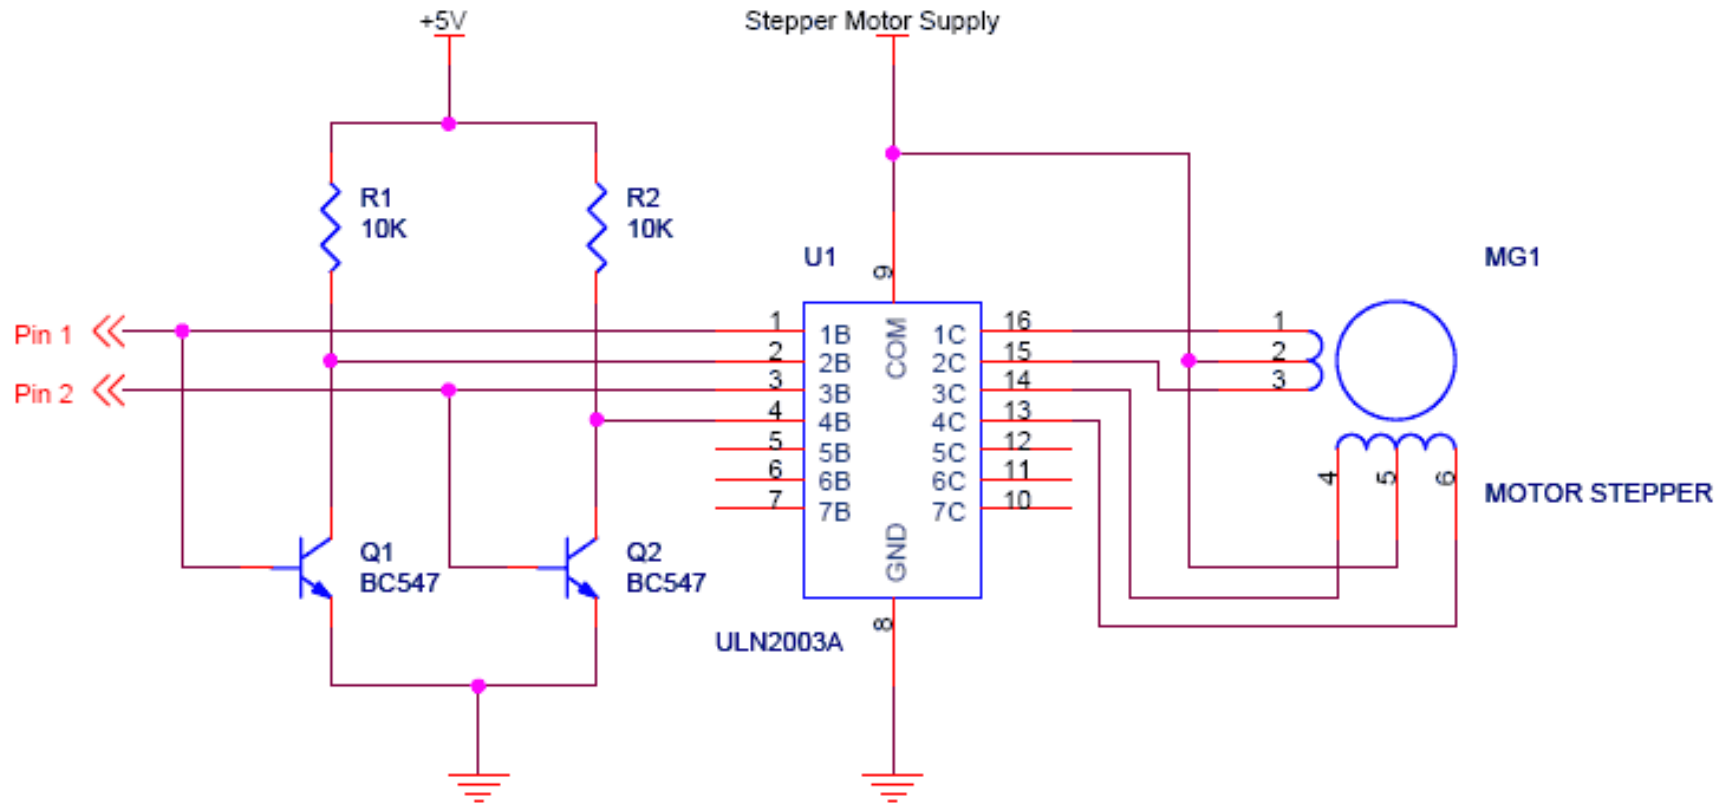 +5V
Stepper Motor Supply
R1
10K
R2
10K
U1
9
MG1
Pin 1
Pin 2
1
2
3
4
5
6
7
1B
2B
3B
4B
5B
6B
7B
COM
GND
1C
2C
3C
4C
5C
6C
7C
16
15
14
13
12
11
10
1
2
3
4
5
6
MOTOR STEPPER
Q1
BC547
Q2
BC547
8
ULN2003A